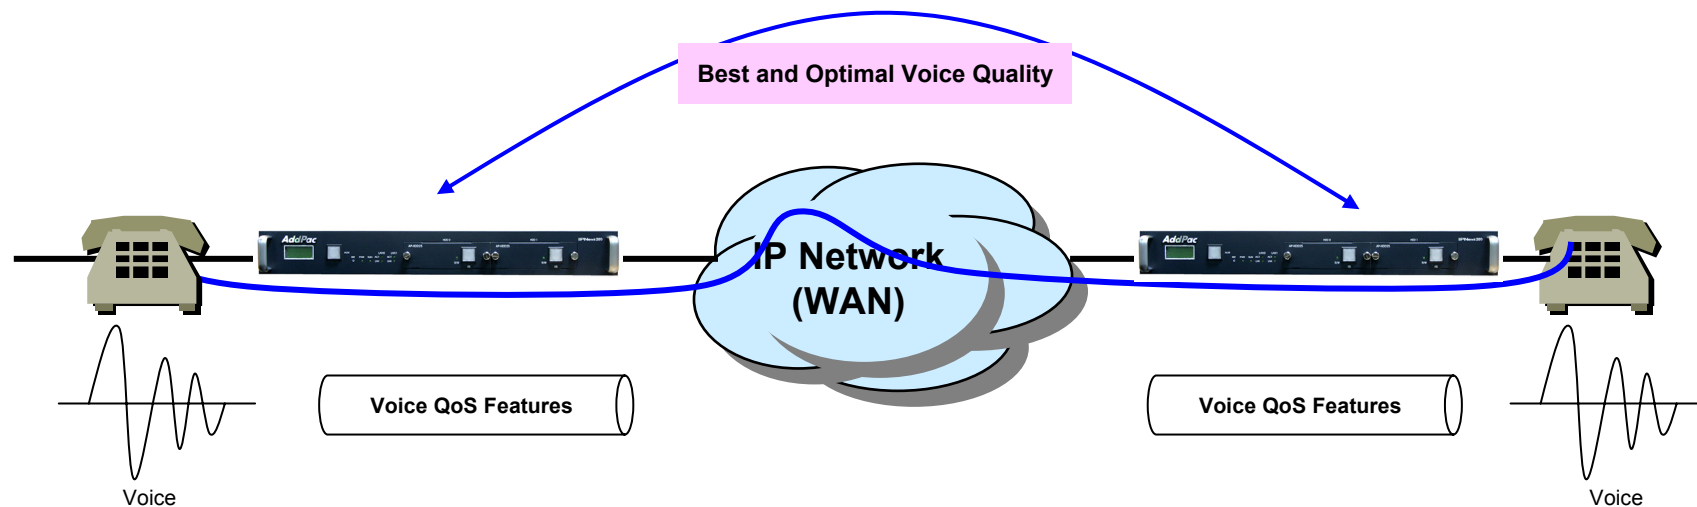 Best and Optimal Voice Quality
AddPac
AddPac
IP Network
(WAN)
Voice QoS Features
Voice QoS Features
Voice
Voice